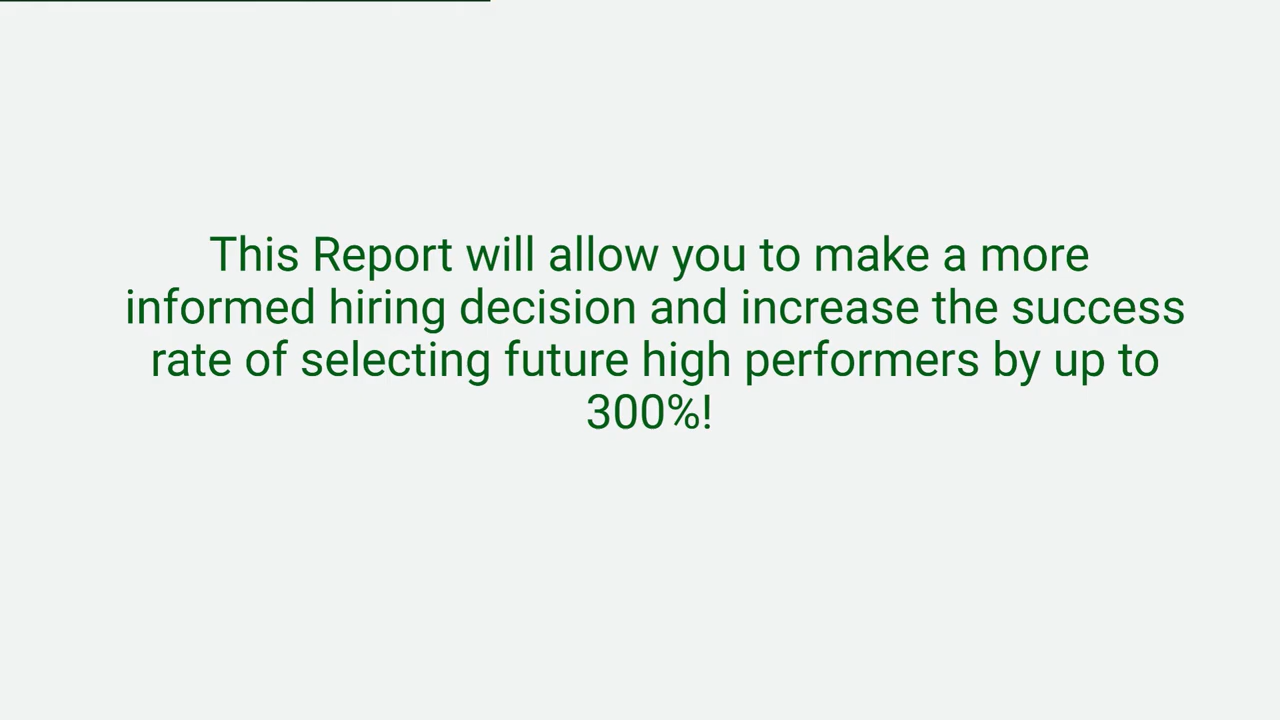 This Report will allow you to make a more
informed hiring decision and increase the success
rate of selecting future high performers by up to
300%!